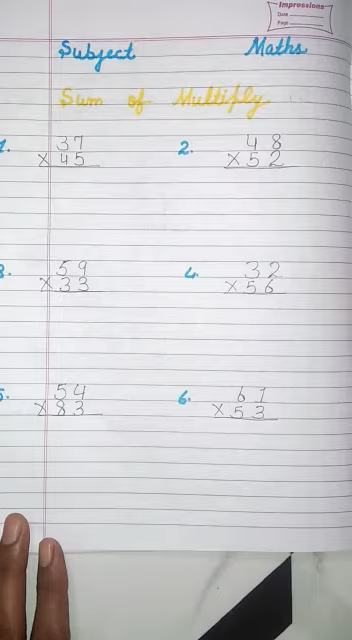 Impressions
Date
Page
Subject Maths
Sum of Multiply
1. 37 2. 48
×45 ×52
3. 59 4. 32
×33 ×56
5. 54 6. 61
×83 ×53